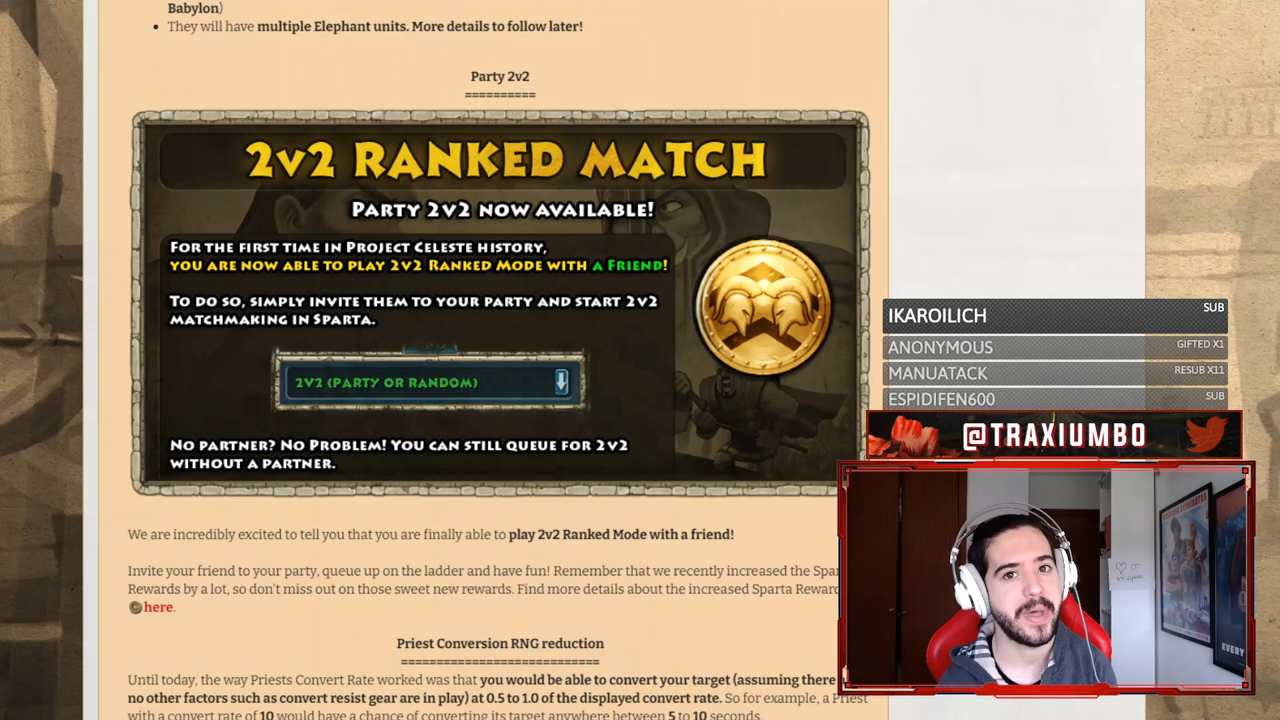 Babylon)
• They will have multiple Elephant units. More details to follow later!
Party 2v2
==========
2v2 RANKED MATCH
PARTY 2V2 NOW AVAILABLE!
FOR THE FIRST TIME IN PROJECT CELESTE HISTORY,
YOU ARE NOW ABLE TO PLAY 2V2 RANKED MODE WITH A FRIEND!
TO DO SO, SIMPLY INVITE THEM TO YOUR PARTY AND START 2V2
MATCHMAKING IN SPARTA.
2V2 (PARTY OR RANDOM)
NO PARTNER? NO PROBLEM! YOU CAN STILL QUEUE FOR 2V2
WITHOUT A PARTNER.
We are incredibly excited to tell you that you are finally able to play 2v2 Ranked Mode with a friend!
Invite your friend to your party, queue up on the ladder and have fun! Remember that we recently increased the Spar
Rewards by a lot, so don't miss out on those sweet new rewards. Find more details about the increased Sparta Reward
here.
Priest Conversion RNG reduction
===========================
Until today, the way Priests Convert Rate worked was that you would be able to convert your target (assuming there
no other factors such as convert resist gear are in play) at 0.5 to 1.0 of the displayed convert rate. So for example, a Priest
with a convert rate of 10 would have a chance of converting its target anywhere between 5 to 10 seconds.
IKAROILICH SUB
ANONYMOUS GIFTED X1
MANUATACK RESUB X11
ESPIDIFEN600 SUB
@TRAXIUMBO
EVERY